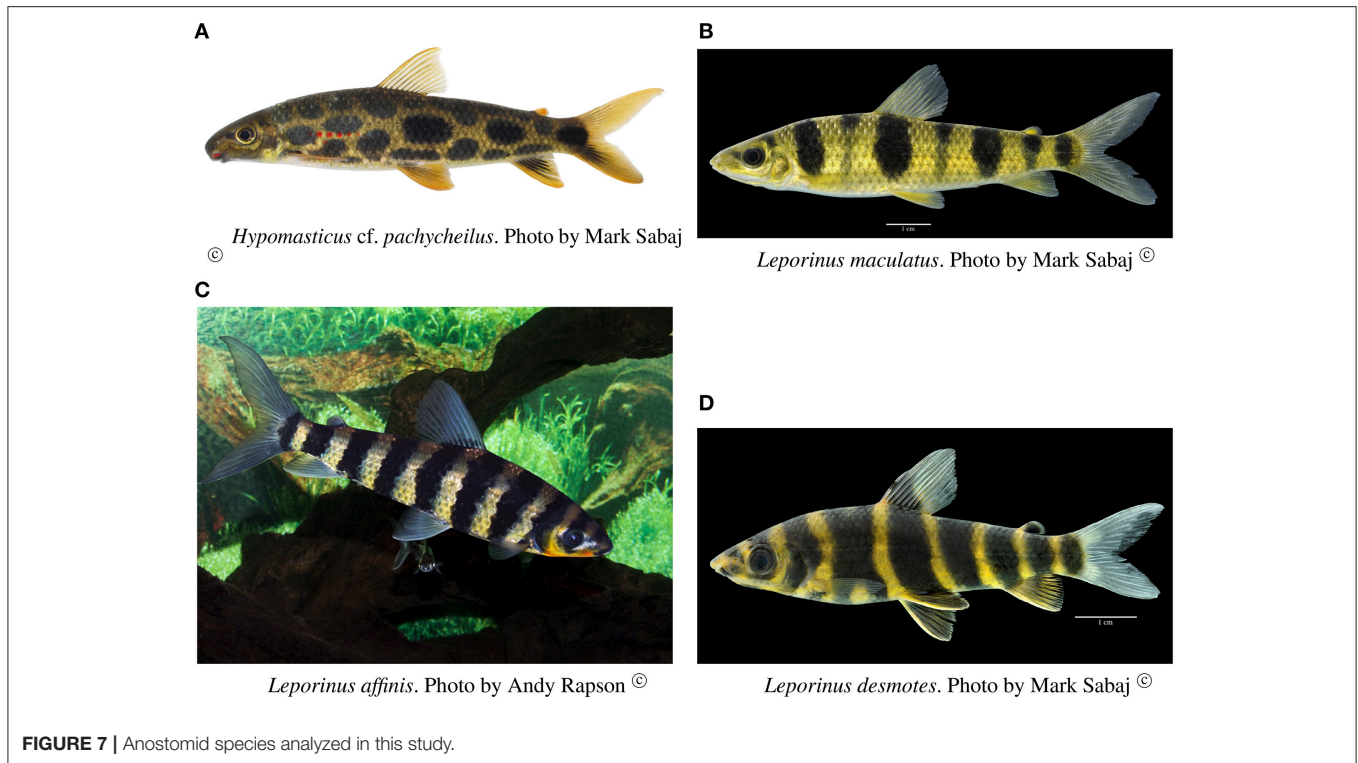 A
Hypomasticus cf. pachycheilus. Photo by Mark Sabaj
©
B
1 cm
Leporinus maculatus. Photo by Mark Sabaj ©
C
Leporinus affinis. Photo by Andy Rapson ©
D
1 cm
Leporinus desmotes. Photo by Mark Sabaj ©
FIGURE 7 | Anostomid species analyzed in this study.